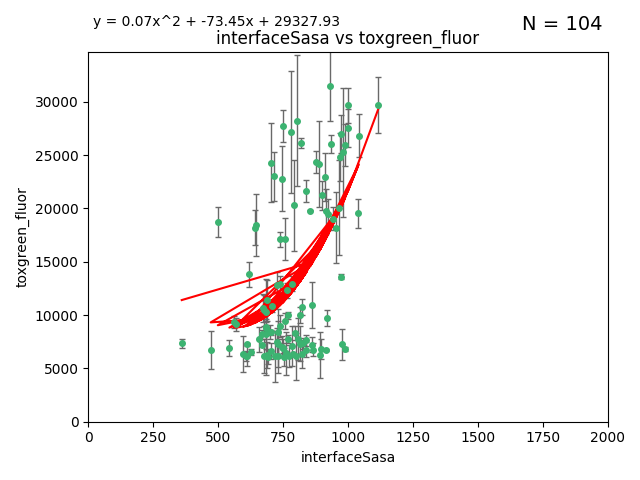 y = 0.07x^2 + -73.45x + 29327.93
N = 104
interfaceSasa vs toxgreen_fluor
30000
25000
20000
15000
10000
5000
0
toxgreen_fluor
0 250 500 750 1000 1250 1500 1750 2000
interfaceSasa